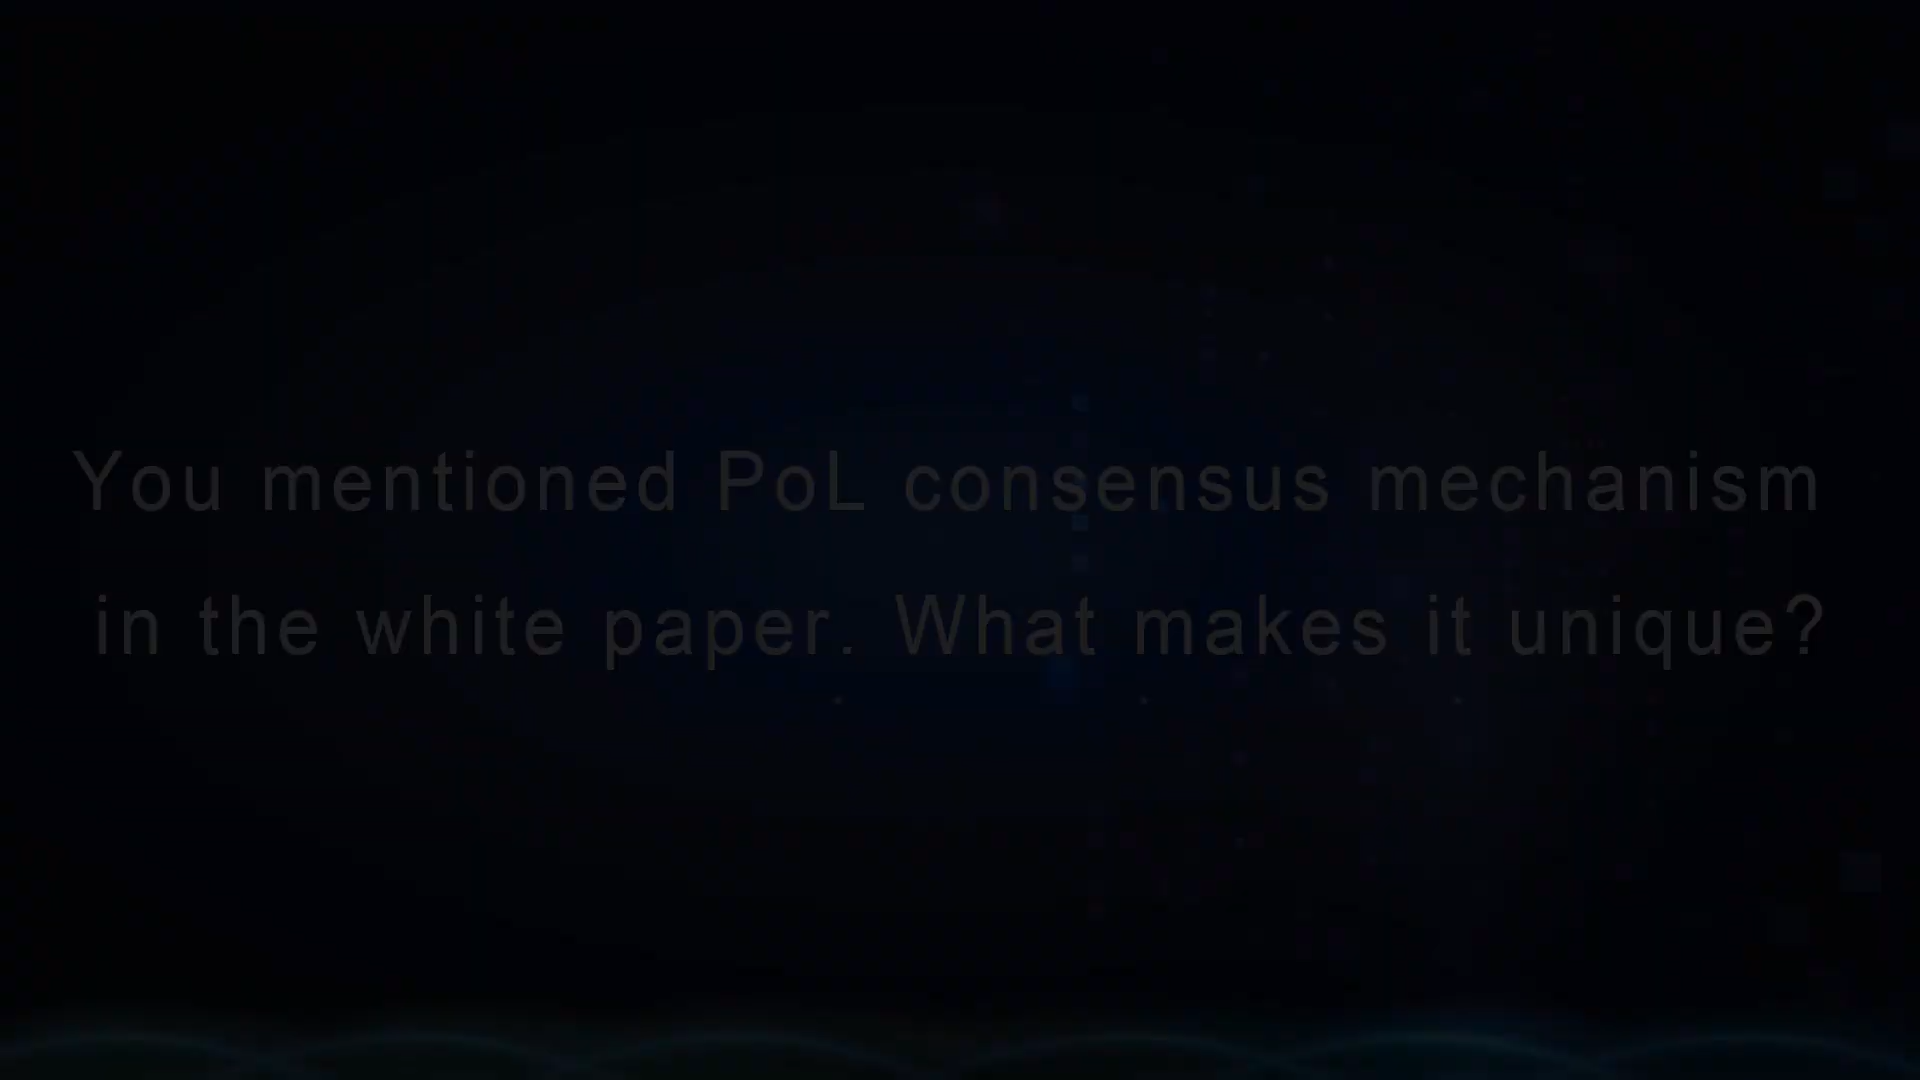 You mentioned PoL consensus mechanism
in the white paper. What makes it unique?